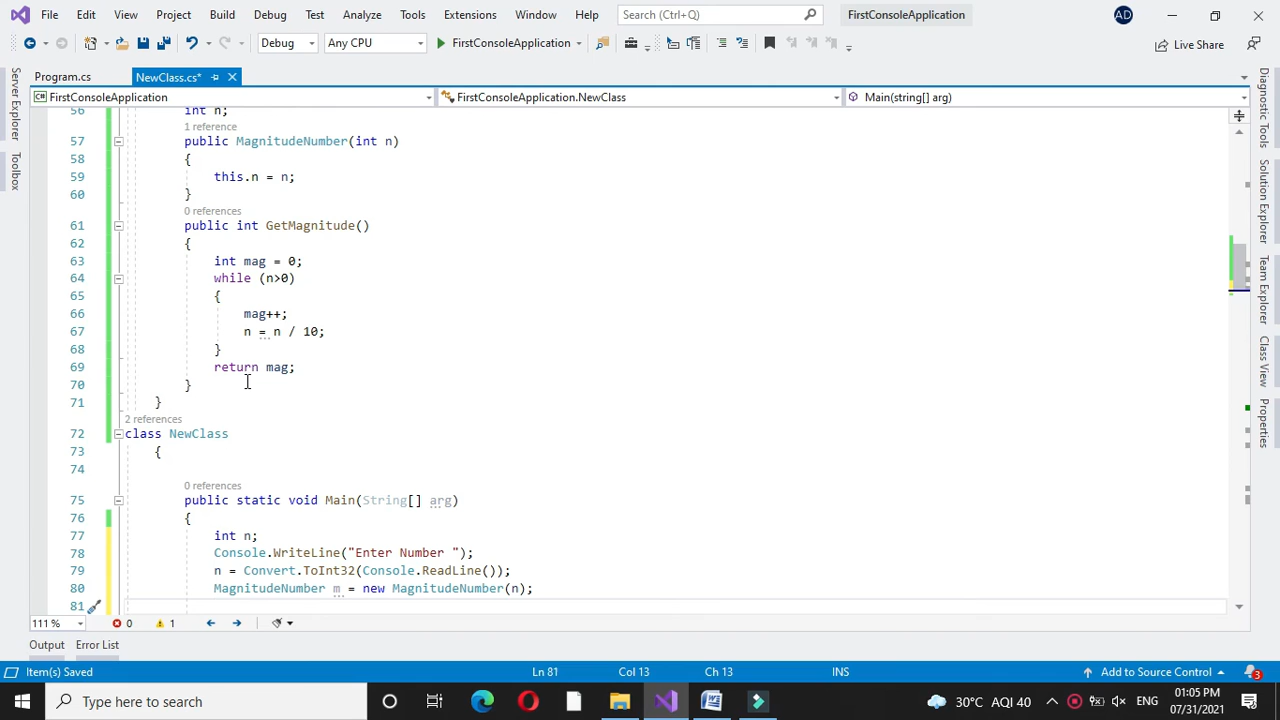 File Edit View Project Build Debug Test Analyze Tools Extensions Window Help Search (Ctrl+Q) FirstConsoleApplication AD
Debug Any CPU FirstConsoleApplication Live Share
Program.cs NewClass.cs*
FirstConsoleApplication FirstConsoleApplication.NewClass Main(string[] arg)
Server Explorer
Toolbox
56 int n;
1 reference
57 public MagnitudeNumber(int n)
58 {
59 this.n = n;
60 }
0 references
61 public int GetMagnitude()
62 {
63 int mag = 0;
64 while (n>0)
65 {
66 mag++;
67 n = n / 10;
68 }
69 return mag;
70 }
71 }
2 references
72 class NewClass
73 {
74
0 references
75 public static void Main(String[] arg)
76 {
77 int n;
78 Console.WriteLine("Enter Number ");
79 n = Convert.ToInt32(Console.ReadLine());
80 MagnitudeNumber m = new MagnitudeNumber(n);
81
Diagnostic Tools
Solution Explorer
Team Explorer
Class View
Properties
111 % 0 1
Output Error List
Item(s) Saved Ln 81 Col 13 Ch 13 INS Add to Source Control 3
Type here to search 30°C AQI 40 ENG 01:05 PM
07/31/2021